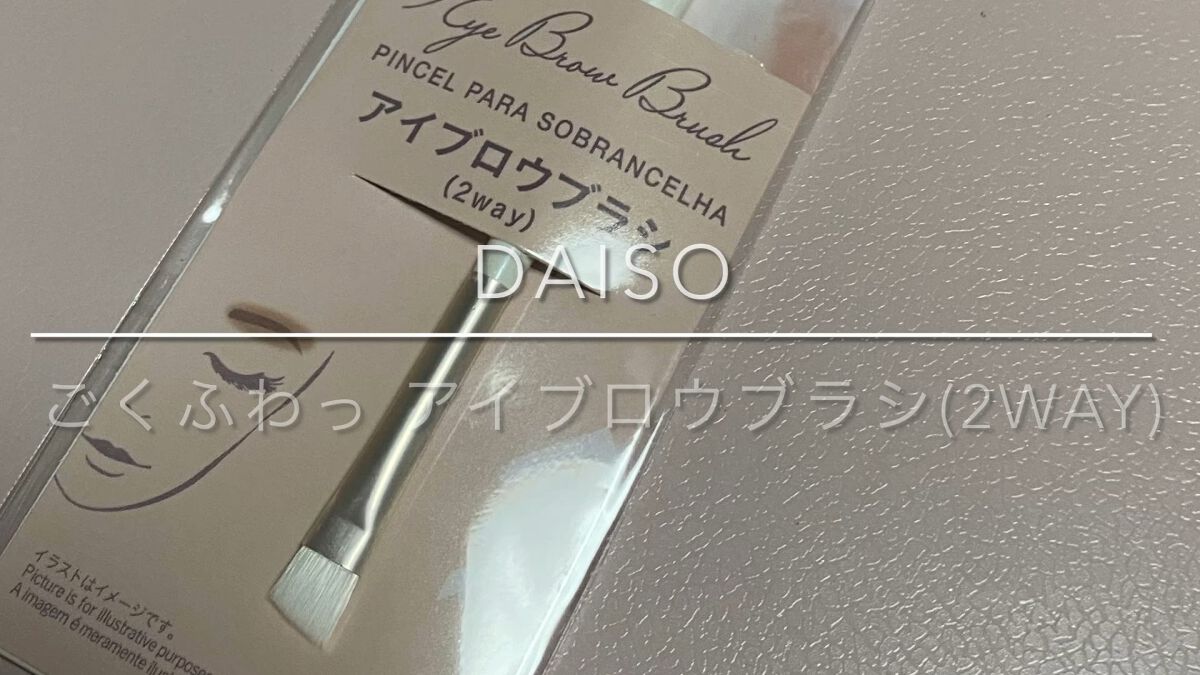 Eye Brow Brush
PINCEL PARA SOBRANCELHA
アイブロウブラシ
(2way)
DAISO
ごくふわっ アイブロウブラシ(2WAY)
イラストはイメージです。
Picture is for illustrative purposes
A imagem é meramente